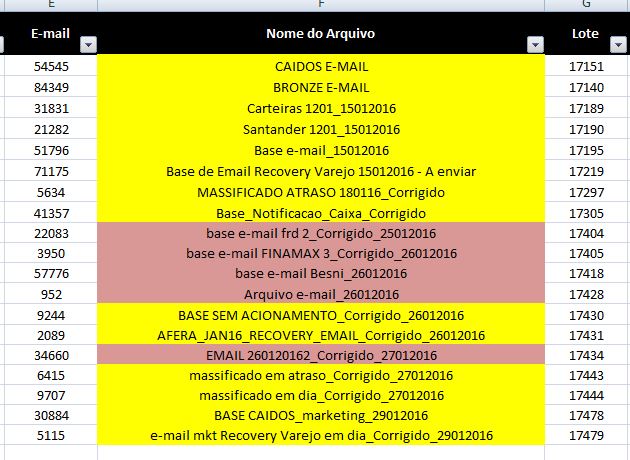 E F G
E-mail Nome do Arquivo Lote
54545 CAIDOS E-MAIL 17151
84349 BRONZE E-MAIL 17140
31831 Carteiras 1201_15012016 17189
21282 Santander 1201_15012016 17190
51796 Base e-mail_15012016 17195
71175 Base de Email Recovery Varejo 15012016 - A enviar 17219
5634 MASSIFICADO ATRASO 180116_Corrigido 17297
41357 Base_Notificacao_Caixa_Corrigido 17305
22083 base e-mail frd 2_Corrigido_25012016 17404
3950 base e-mail FINAMAX 3_Corrigido_26012016 17405
57776 base e-mail Besni_26012016 17418
952 Arquivo e-mail_26012016 17428
9244 BASE SEM ACIONAMENTO_Corrigido_26012016 17430
2089 AFERA_JAN16_RECOVERY_EMAIL_Corrigido_26012016 17431
34660 EMAIL 260120162_Corrigido_27012016 17434
6415 massificado em atraso_Corrigido_27012016 17443
9707 massificado em dia_Corrigido_27012016 17444
30884 BASE CAIDOS_marketing_29012016 17478
5115 e-mail mkt Recovery Varejo em dia_Corrigido_29012016 17479